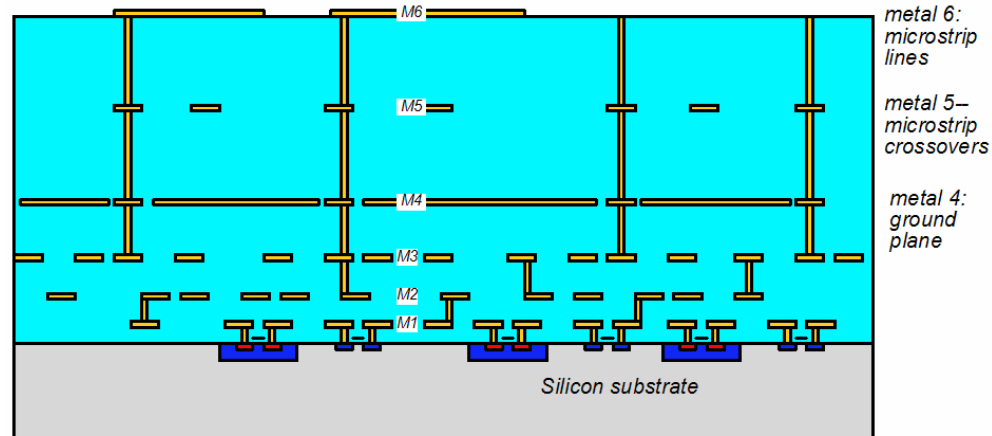 M6
metal 6:
microstrip
lines
M5
metal 5--
microstrip
crossovers
M4
metal 4:
ground
plane
M3
M2
M1
Silicon substrate